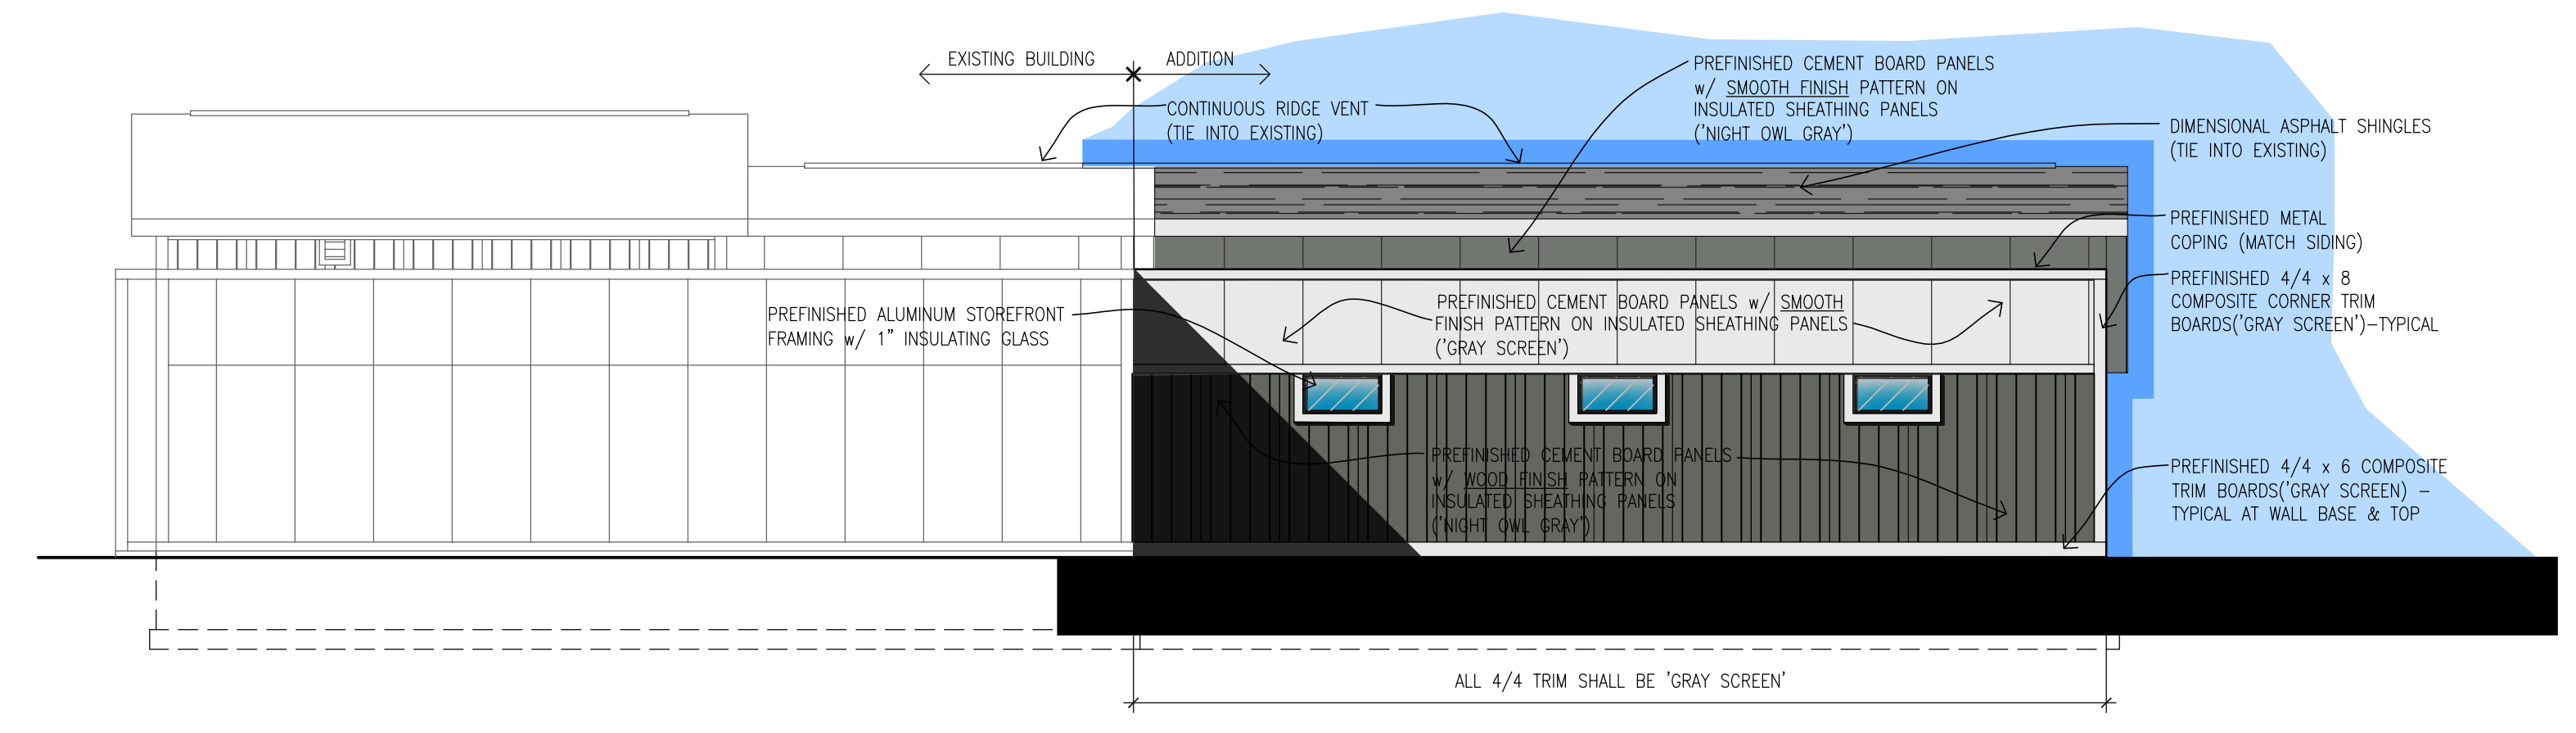 EXISTING BUILDING
ADDITION
CONTINUOUS RIDGE VENT
(TIE INTO EXISTING)
PREFINISHED CEMENT BOARD PANELS
w/ SMOOTH FINISH PATTERN ON
INSULATED SHEATHING PANELS
('NIGHT OWL GRAY')
DIMENSIONAL ASPHALT SHINGLES
(TIE INTO EXISTING)
PREFINISHED METAL
COPING (MATCH SIDING)
PREFINISHED 4/4 x 8
COMPOSITE CORNER TRIM
BOARDS('GRAY SCREEN')-TYPICAL
PREFINISHED ALUMINUM STOREFRONT
FRAMING w/ 1" INSULATING GLASS
PREFINISHED CEMENT BOARD PANELS w/ SMOOTH
FINISH PATTERN ON INSULATED SHEATHING PANELS
('GRAY SCREEN')
PREFINISHED CEMENT BOARD PANELS
w/ WOOD FINISH PATTERN ON
INSULATED SHEATHING PANELS
('NIGHT OWL GRAY')
PREFINISHED 4/4 x 6 COMPOSITE
TRIM BOARDS('GRAY SCREEN) -
TYPICAL AT WALL BASE & TOP
ALL 4/4 TRIM SHALL BE 'GRAY SCREEN'